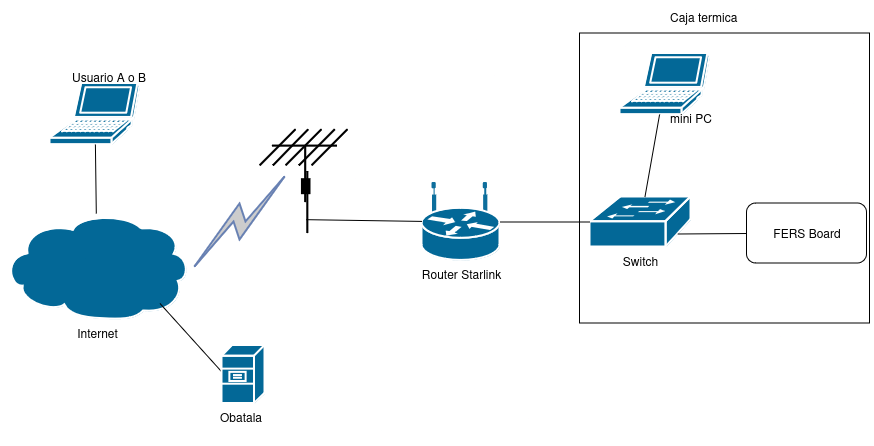 Caja termica
Usuario A o B
mini PC
FERS Board
Switch
Router Starlink
Internet
Obatala